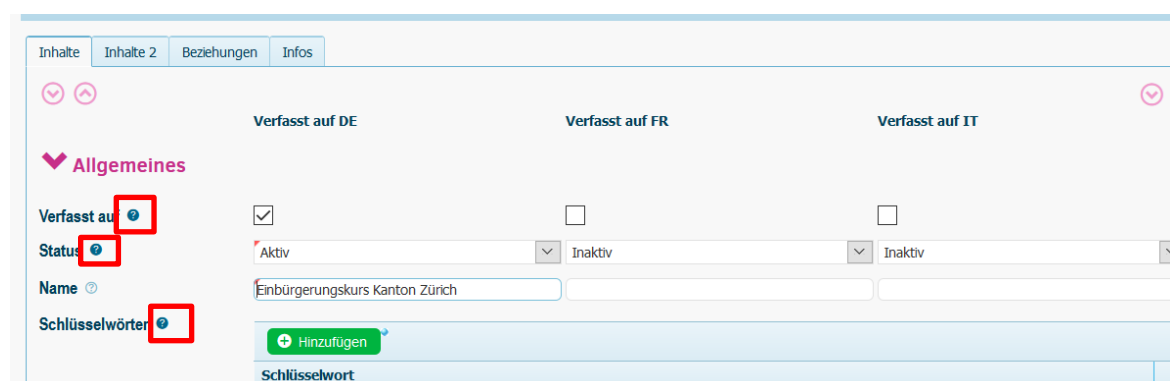 Inhalte Inhalte 2 Beziehungen Infos
Verfasst auf DE Verfasst auf FR Verfasst auf IT
Allgemeines
Verfasst auf
Status Aktiv Inaktiv Inaktiv
Name Einbürgerungskurs Kanton Zürich
Schlüsselwörter
Hinzufügen
Schlüsselwort